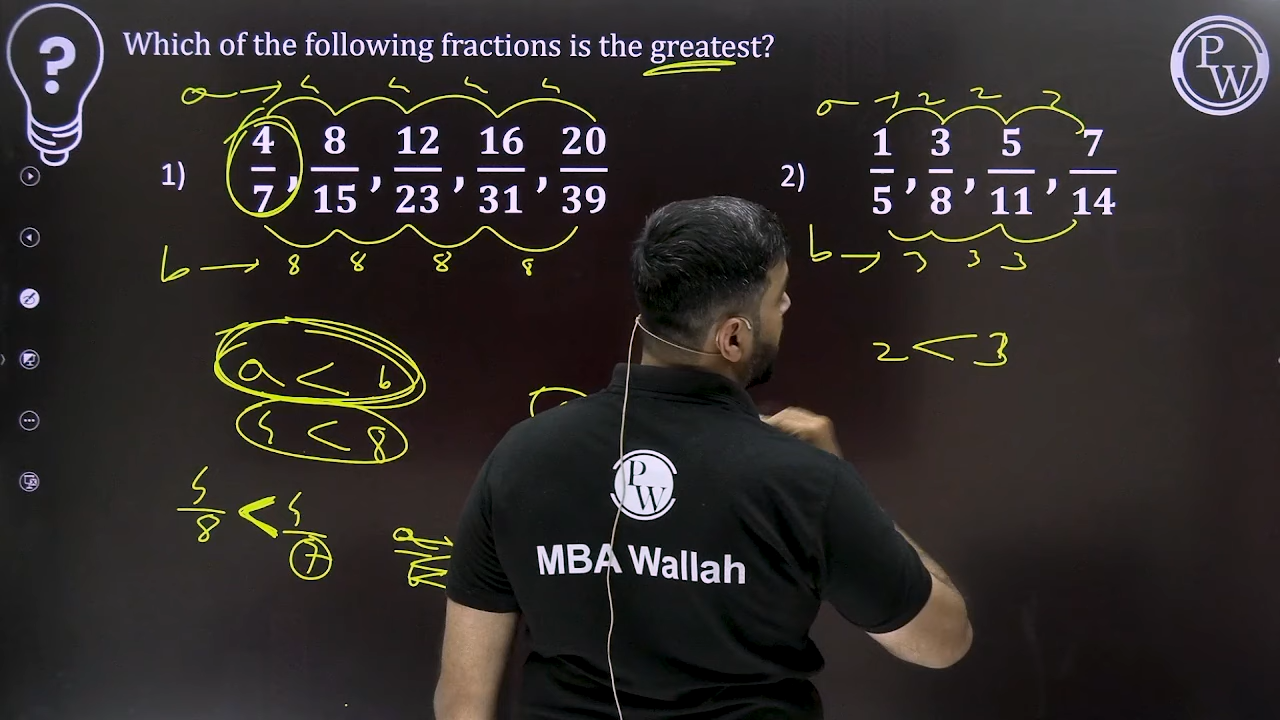 Which of the following fractions is the greatest?
PW
a → 4 4 4 4
1) 4/7, 8/15, 12/23, 16/31, 20/39
b → 8 8 8 8
a < b
4 < 8
4/8 < 4/7
a → 2 2 2
2) 1/5, 3/8, 5/11, 7/14
b → 3 3 3
2 < 3
PW
MBA Wallah